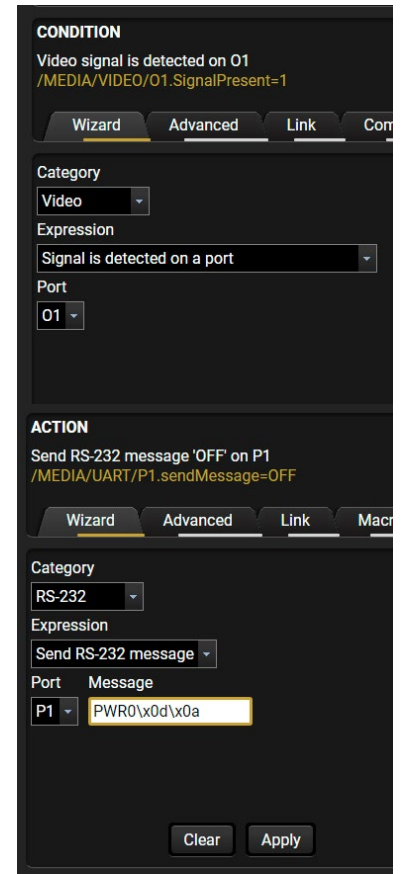 CONDITION
Video signal is detected on O1
/MEDIA/VIDEO/O1.SignalPresent=1
Wizard Advanced Link Con
Category
Video
Expression
Signal is detected on a port
Port
O1
ACTION
Send RS-232 message 'OFF' on P1
/MEDIA/UART/P1.sendMessage=OFF
Wizard Advanced Link Macr
Category
RS-232
Expression
Send RS-232 message
Port Message
P1 PWR0\x0d\x0a
Clear Apply